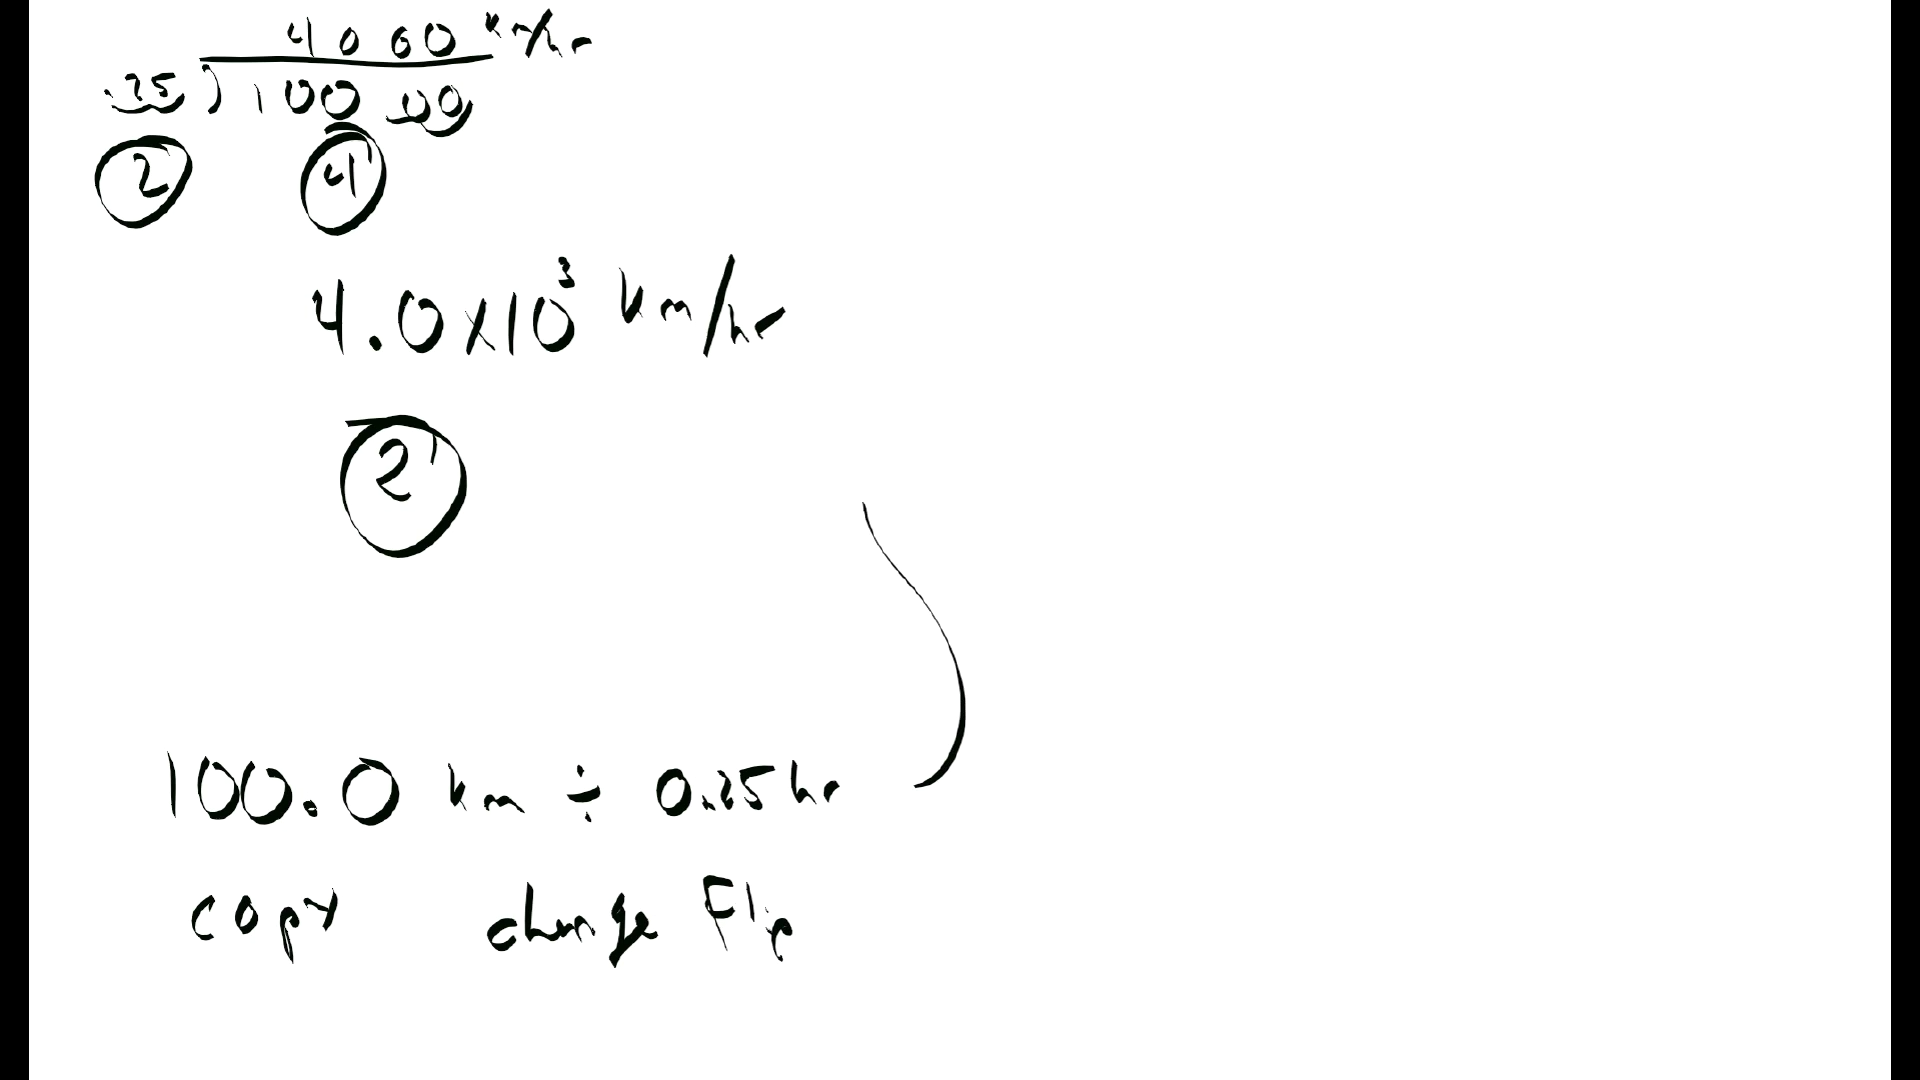 4000 km/hr
.25)100.00
2 4
4.0x10³ km/hr
2
100.0 km ÷ 0.25 hr
copy change Flip